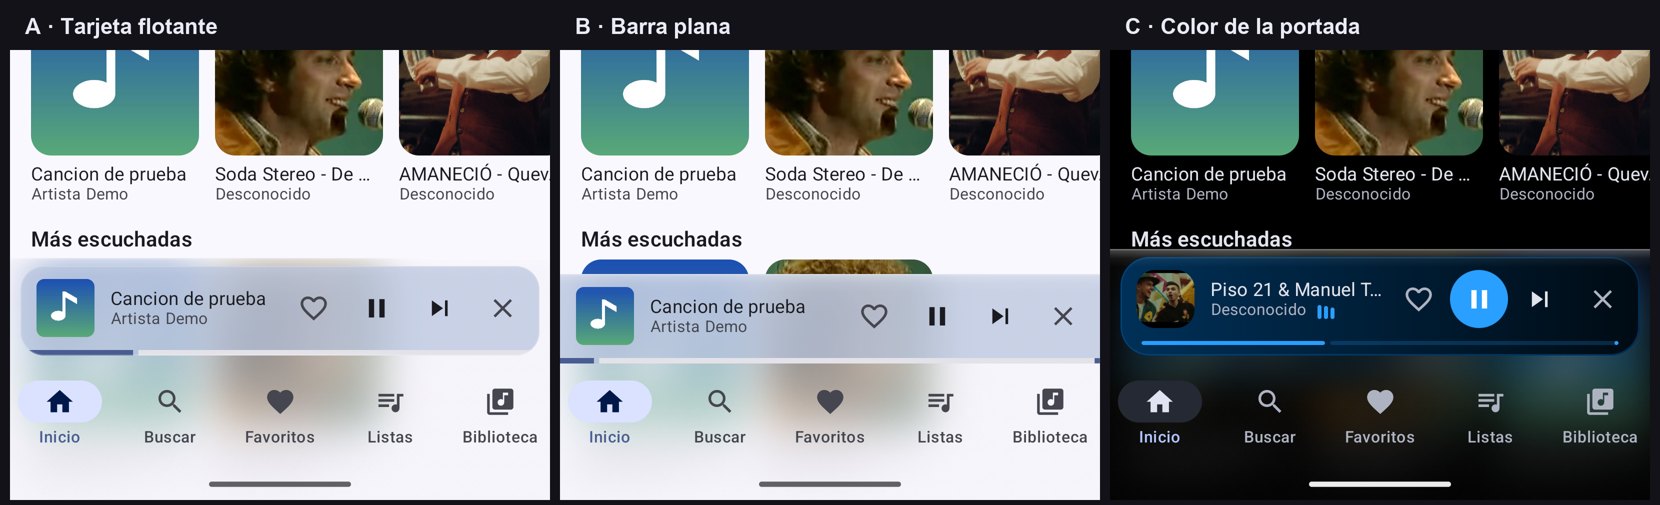 A · Tarjeta flotante
Cancion de prueba
Artista Demo
Soda Stereo - De ...
Desconocido
AMANECIÓ - Quev.
Desconocido
Más escuchadas
Cancion de prueba
Artista Demo
Inicio
Buscar
Favoritos
Listas
Biblioteca
B · Barra plana
Cancion de prueba
Artista Demo
Soda Stereo - De ...
Desconocido
AMANECIÓ - Quev.
Desconocido
Más escuchadas
Cancion de prueba
Artista Demo
Inicio
Buscar
Favoritos
Listas
Biblioteca
C · Color de la portada
Cancion de prueba
Artista Demo
Soda Stereo - De ...
Desconocido
AMANECIÓ - Quev.
Desconocido
Más escuchadas
Piso 21 & Manuel T...
Desconocido
Inicio
Buscar
Favoritos
Listas
Biblioteca